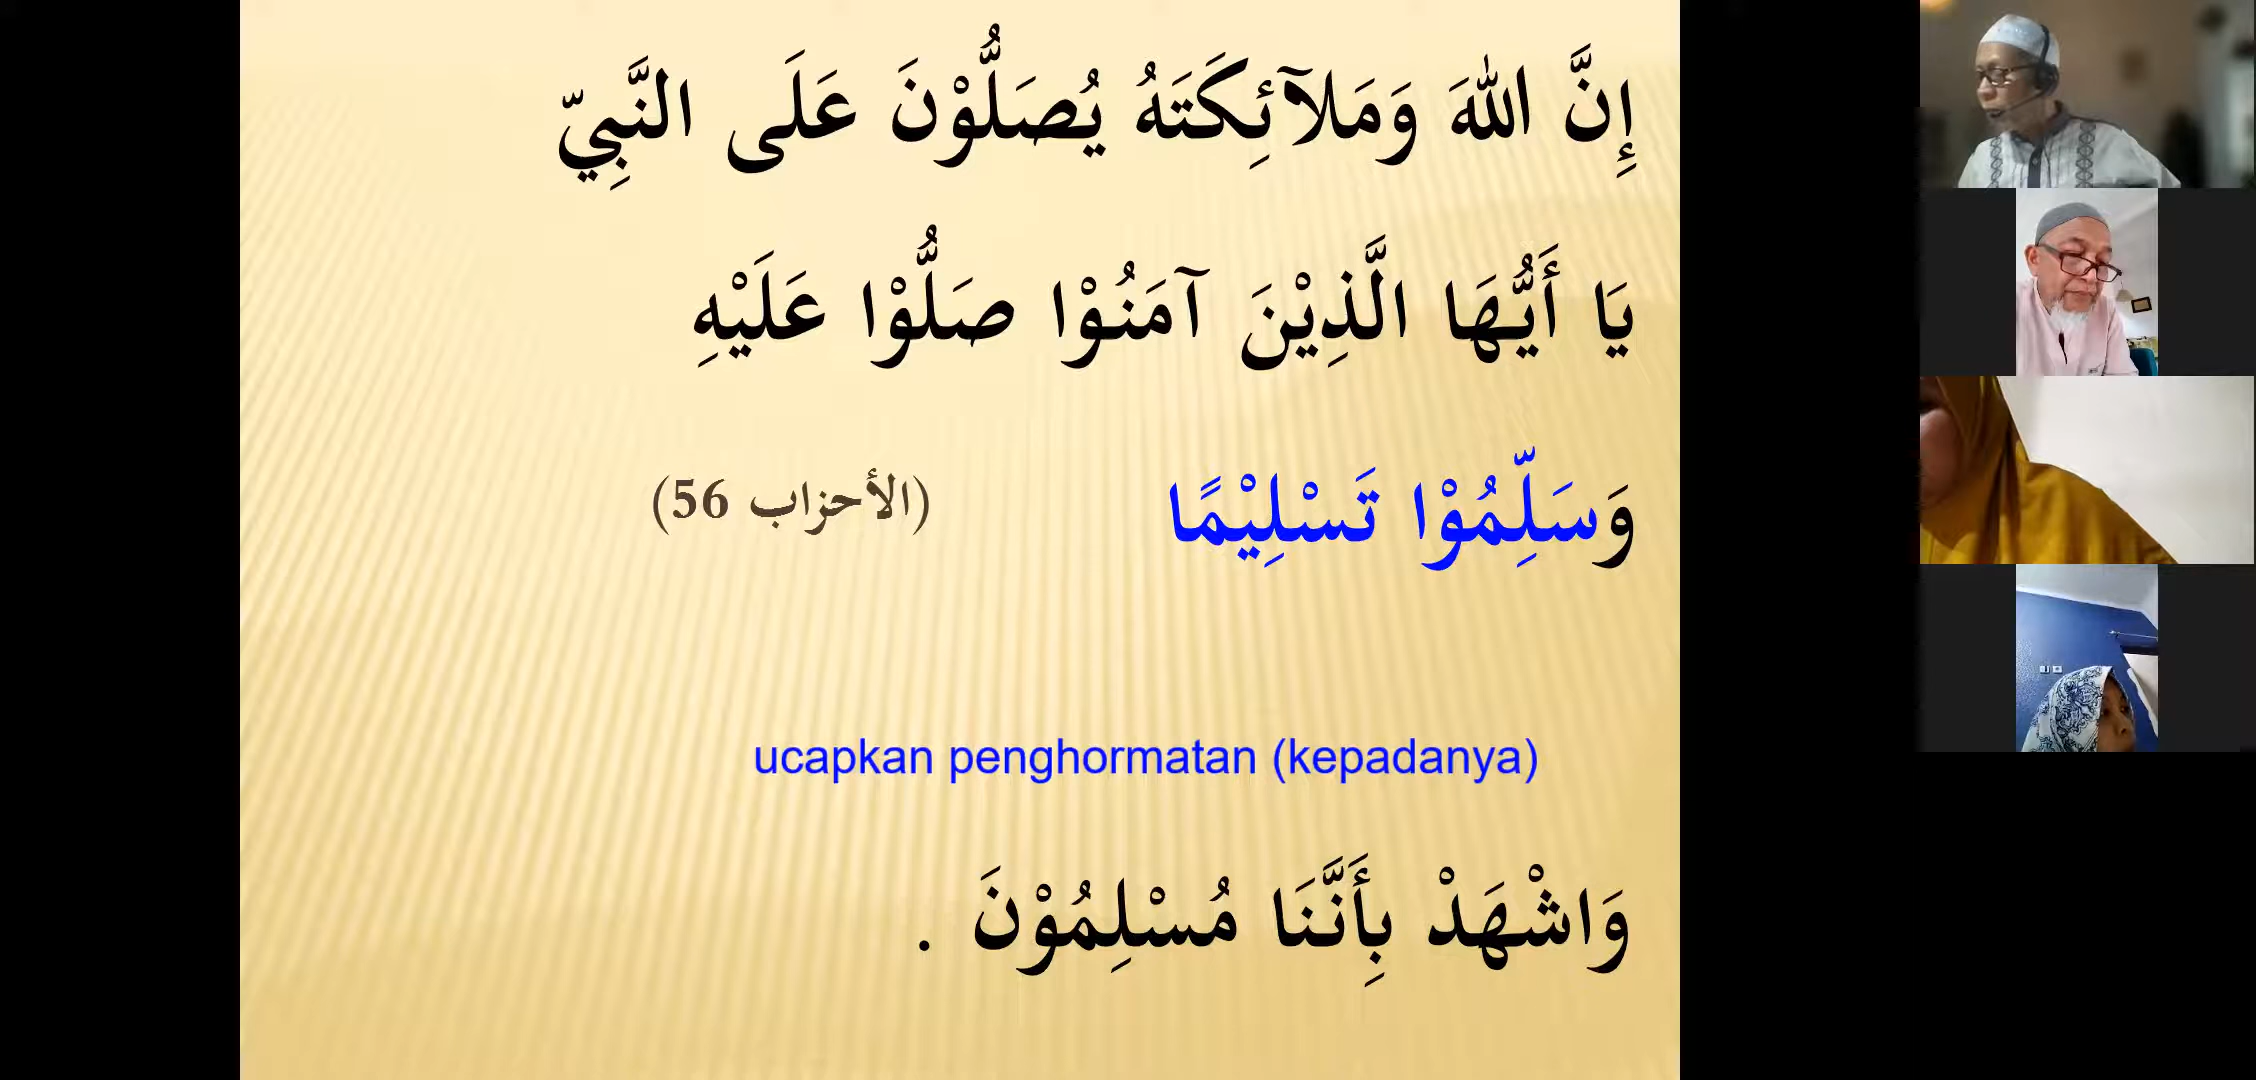 إِنَّ اللهَ وَمَلآئِكَتَهُ يُصَلُّوْنَ عَلَى النَّبِيّ
يَا أَيُّهَا الَّذِيْنَ آمَنُوْا صَلُّوْا عَلَيْهِ
وَسَلِّمُوْا تَسْلِيْمًا (الأحزاب 56)
ucapkan penghormatan (kepadanya)
وَاشْهَدْ بِأَنَّنَا مُسْلِمُوْنَ .